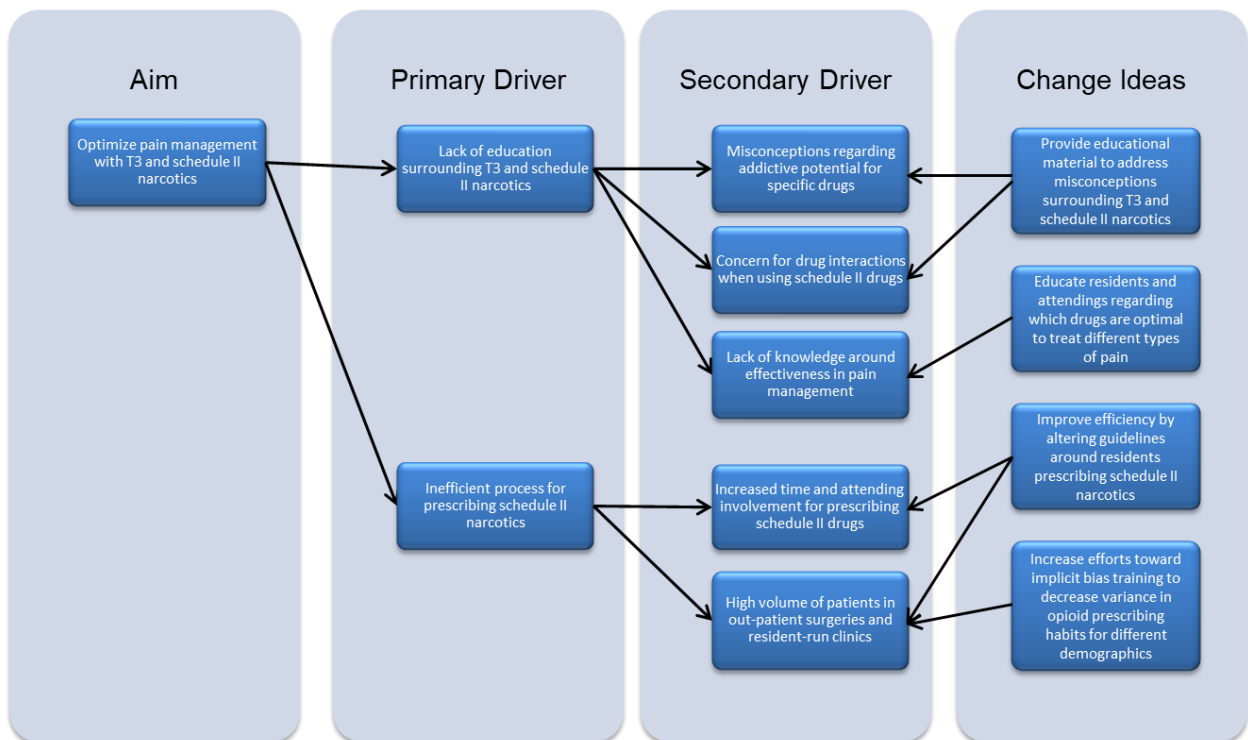 Aim
Optimize pain management
with T3 and schedule II
narcotics
Primary Driver
Lack of education
surrounding T3 and schedule
II narcotics
Inefficient process for
prescribing schedule II
narcotics
Secondary Driver
Misconceptions regarding
addictive potential for
specific drugs
Concern for drug interactions
when using schedule II drugs
Lack of knowledge around
effectiveness in pain
management
Increased time and attending
involvement for prescribing
schedule II drugs
High volume of patients in
out-patient surgeries and
resident-run clinics
Change Ideas
Provide educational
material to address
misconceptions
surrounding T3 and
schedule II narcotics
Educate residents and
attendings regarding
which drugs are optimal
to treat different types
of pain
Improve efficiency by
altering guidelines
around residents
prescribing schedule II
narcotics
Increase efforts toward
implicit bias training to
decrease variance in
opioid prescribing
habits for different
demographics